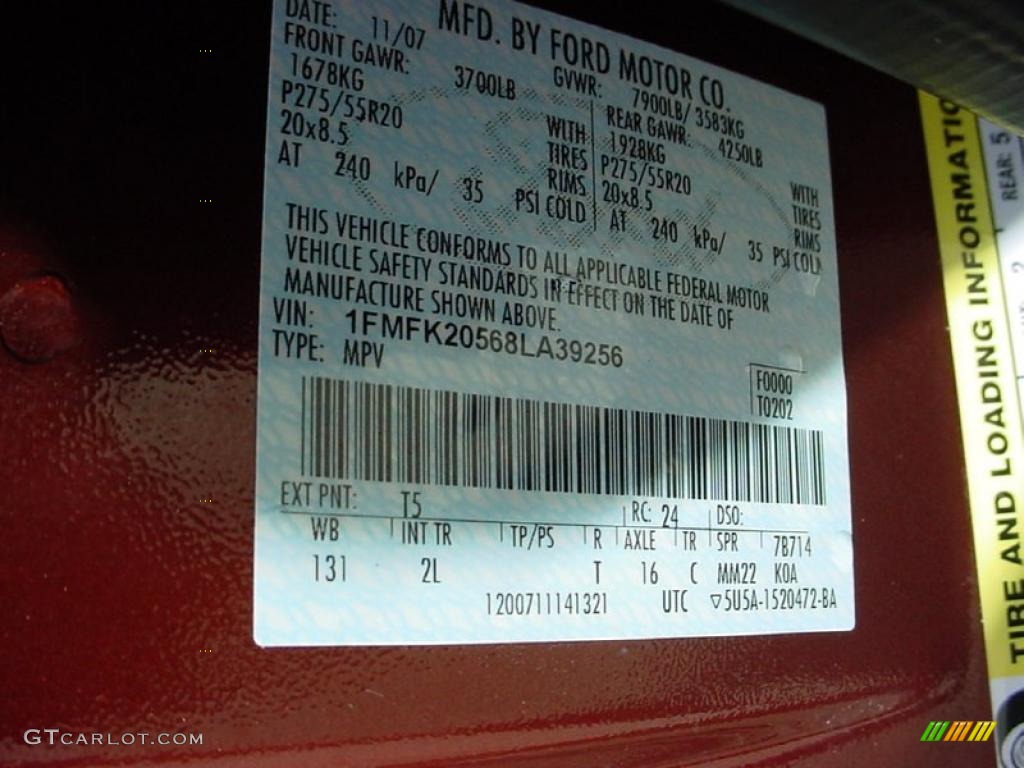 MFD. BY FORD MOTOR CO.
DATE: 11/07 GVWR: 7900LB/ 3583KG
FRONT GAWR: 3700LB REAR GAWR: 4250LB
1678KG WITH 1928KG WITH
P275/55R20 TIRES P275/55R20 TIRES
20x8.5 RIMS 20x8.5 RIMS
AT 240 kPa/ 35 PSI COLD AT 240 kPa/ 35 PSI COLD
THIS VEHICLE CONFORMS TO ALL APPLICABLE FEDERAL MOTOR
VEHICLE SAFETY STANDARDS IN EFFECT ON THE DATE OF
MANUFACTURE SHOWN ABOVE.
VIN: 1FMFK20568LA39256
TYPE: MPV
F0000
T0202
EXT PNT: T5 RC: 24 DSO:
WB INT TR TP/PS R AXLE TR SPR 7B714
131 2L T 16 C MM22 KOA
1200711141321 UTC ▽5U5A-1520472-BA
TIRE AND LOADING INFORMATIO
REAR: 5
2
GTCARLOT.COM